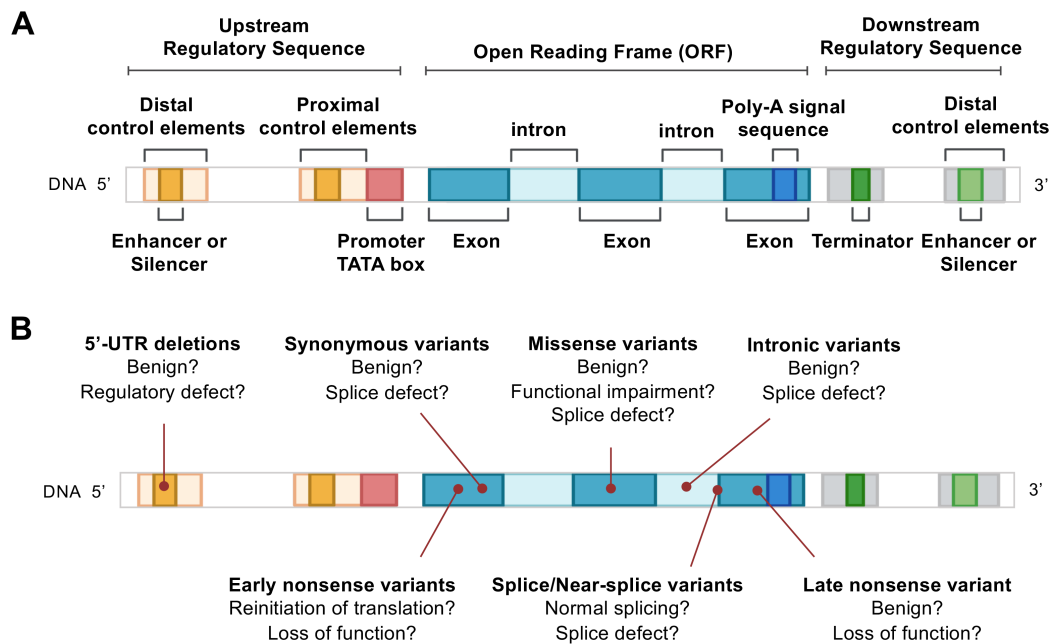 A
Upstream
Regulatory Sequence
Open Reading Frame (ORF)
Downstream
Regulatory Sequence
Distal
control elements
Proximal
control elements
intron
intron
Poly-A signal
sequence
Distal
control elements
DNA 5’
3’
Enhancer or
Silencer
Promoter
TATA box
Exon
Exon
Exon
Terminator
Enhancer or
Silencer
B
5’-UTR deletions
Benign?
Regulatory defect?
Synonymous variants
Benign?
Splice defect?
Missense variants
Benign?
Functional impairment?
Splice defect?
Intronic variants
Benign?
Splice defect?
DNA 5’
3’
Early nonsense variants
Reinitiation of translation?
Loss of function?
Splice/Near-splice variants
Normal splicing?
Splice defect?
Late nonsense variant
Benign?
Loss of function?